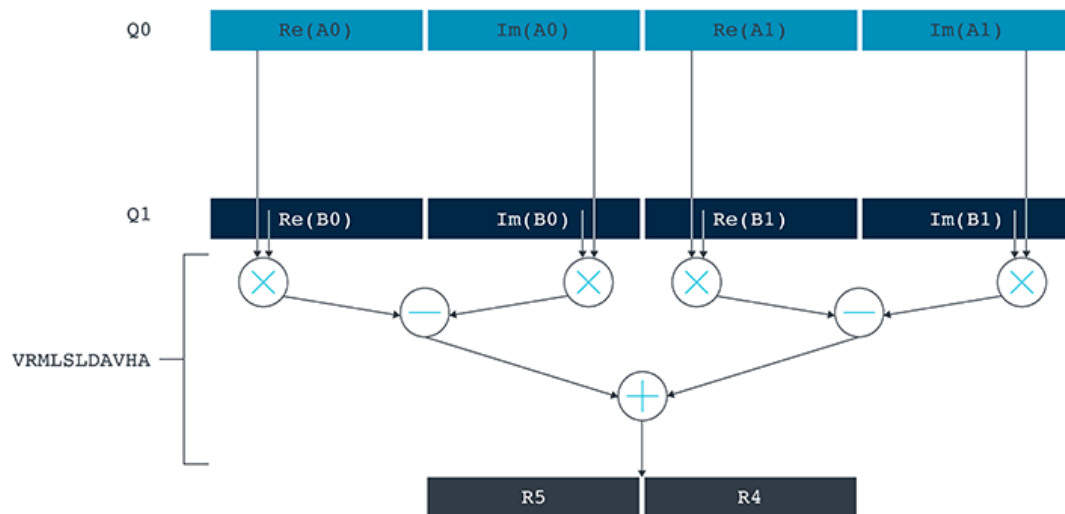 Q0 Re(A0) Im(A0) Re(A1) Im(A1)
Q1 Re(B0) Im(B0) Re(B1) Im(B1)
VRMLSLDAVHA
R5 R4